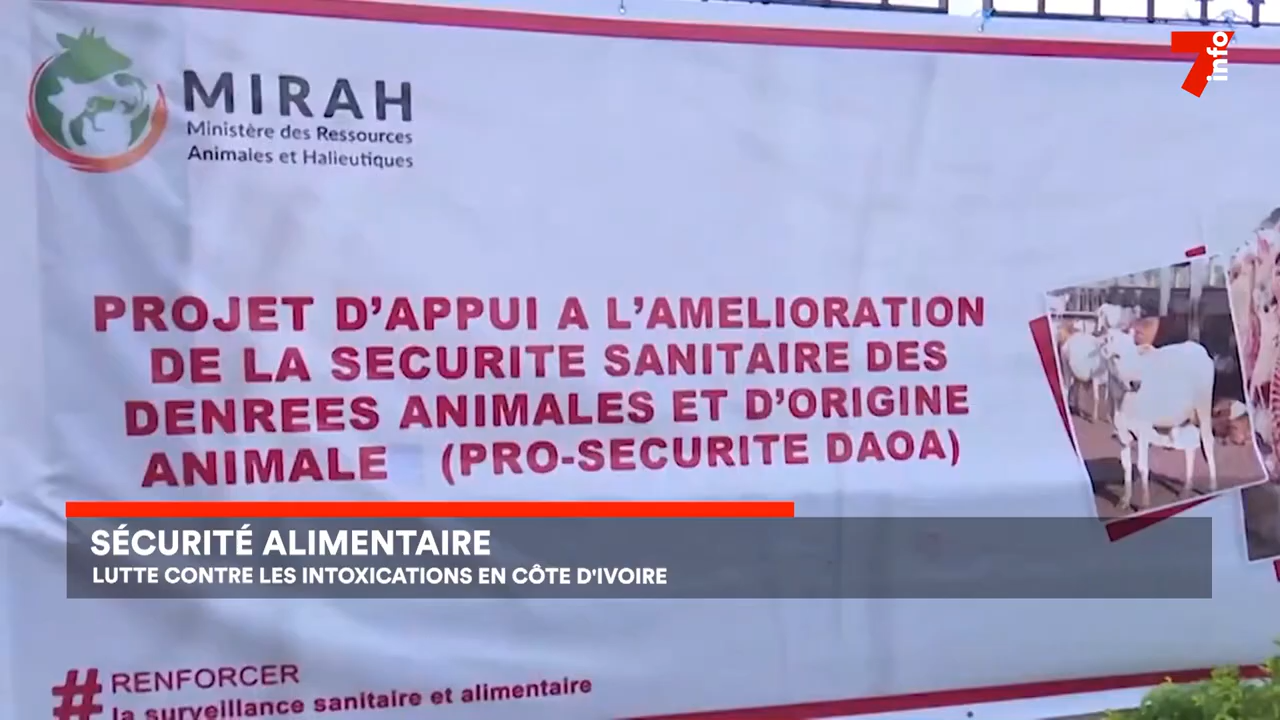 7info
MIRAH
Ministère des Ressources
Animales et Halieutiques
PROJET D'APPUI A L'AMELIORATION
DE LA SECURITE SANITAIRE DES
DENREES ANIMALES ET D'ORIGINE
ANIMALE (PRO-SECURITE DAOA)
SÉCURITÉ ALIMENTAIRE
LUTTE CONTRE LES INTOXICATIONS EN CÔTE D'IVOIRE
# RENFORCER
la surveillance sanitaire et alimentaire